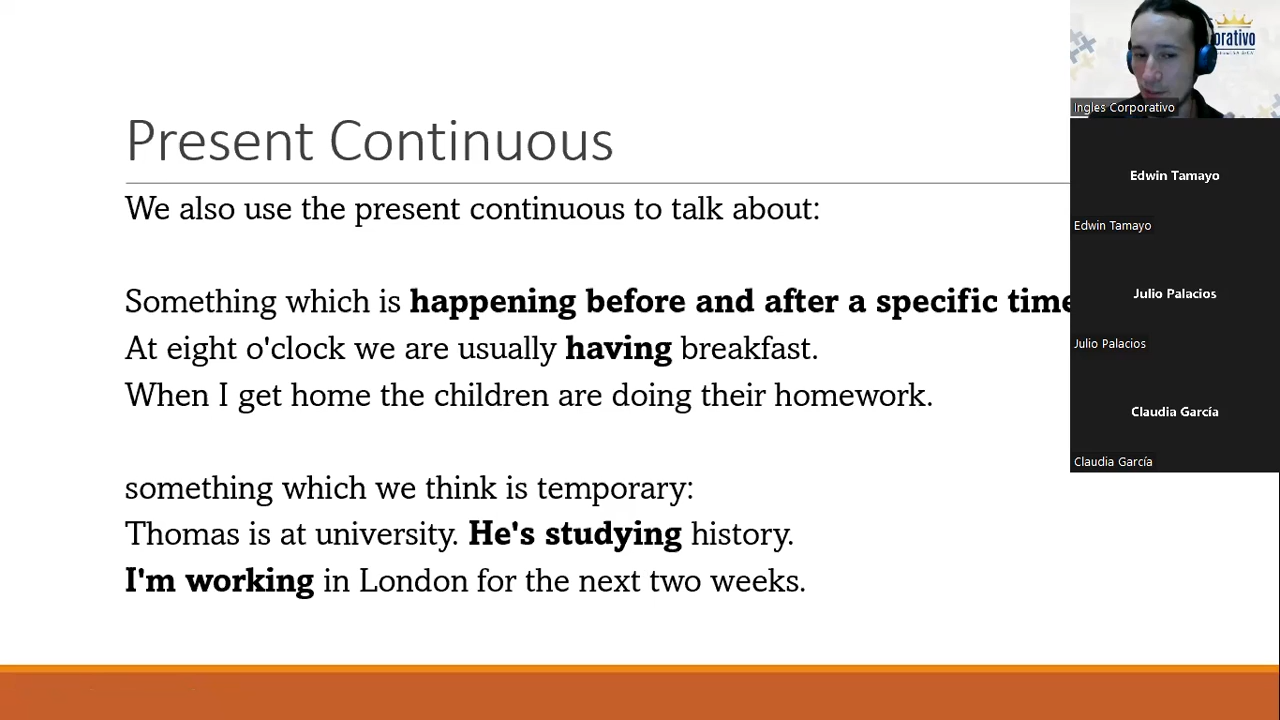 Present Continuous
We also use the present continuous to talk about:
Something which is happening before and after a specific time
At eight o'clock we are usually having breakfast.
When I get home the children are doing their homework.
something which we think is temporary:
Thomas is at university. He's studying history.
I'm working in London for the next two weeks.
orativo
Ingles Corporativo
Edwin Tamayo
Edwin Tamayo
Julio Palacios
Julio Palacios
Claudia García
Claudia García